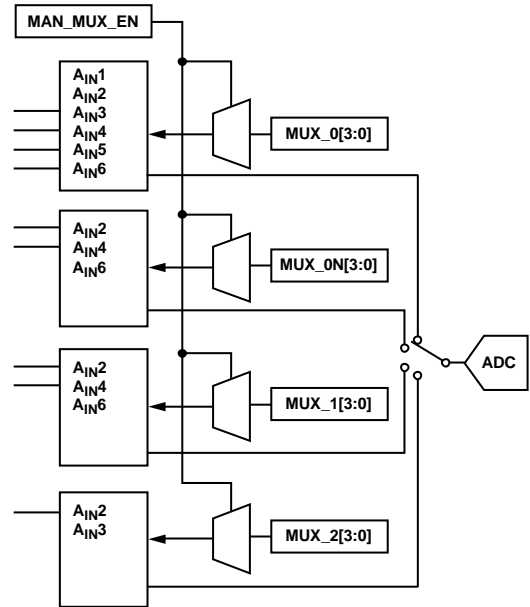 MAN_MUX_EN
AIN1
AIN2
AIN3
AIN4
AIN5
AIN6
MUX_0[3:0]
AIN2
AIN4
AIN6
MUX_0N[3:0]
ADC
AIN2
AIN4
AIN6
MUX_1[3:0]
AIN2
AIN3
MUX_2[3:0]